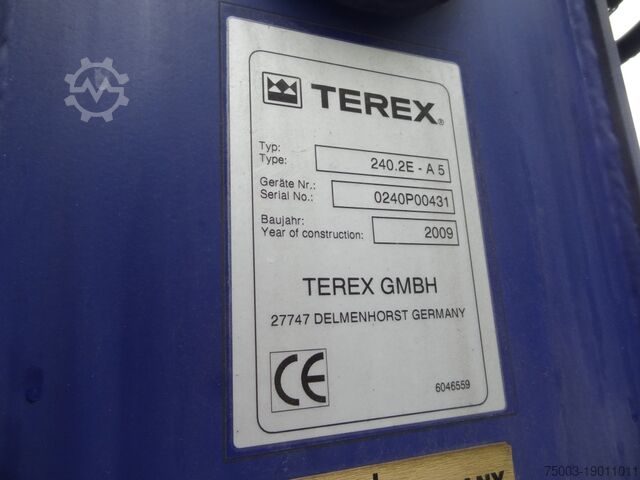 TEREX®
Typ:
Type: 240.2E - A 5
Geräte Nr.:
Serial No.: 0240P00431
Baujahr:
Year of construction: 2009
TEREX GMBH
27747 DELMENHORST GERMANY
CE
6046559
75003-19011011